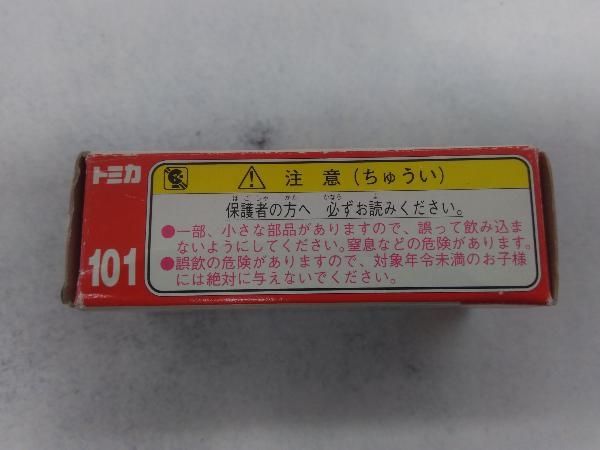 トミカ
101
注意(ちゅうい)
ほごしゃ かた かなら よ
保護者の方へ 必ずお読みください。
●一部、小さな部品がありますので、誤って飲み込ま
ないようにしてください。窒息などの危険があります。
●誤飲の危険がありますので、対象年令未満のお子様
には絶対に与えないでください。